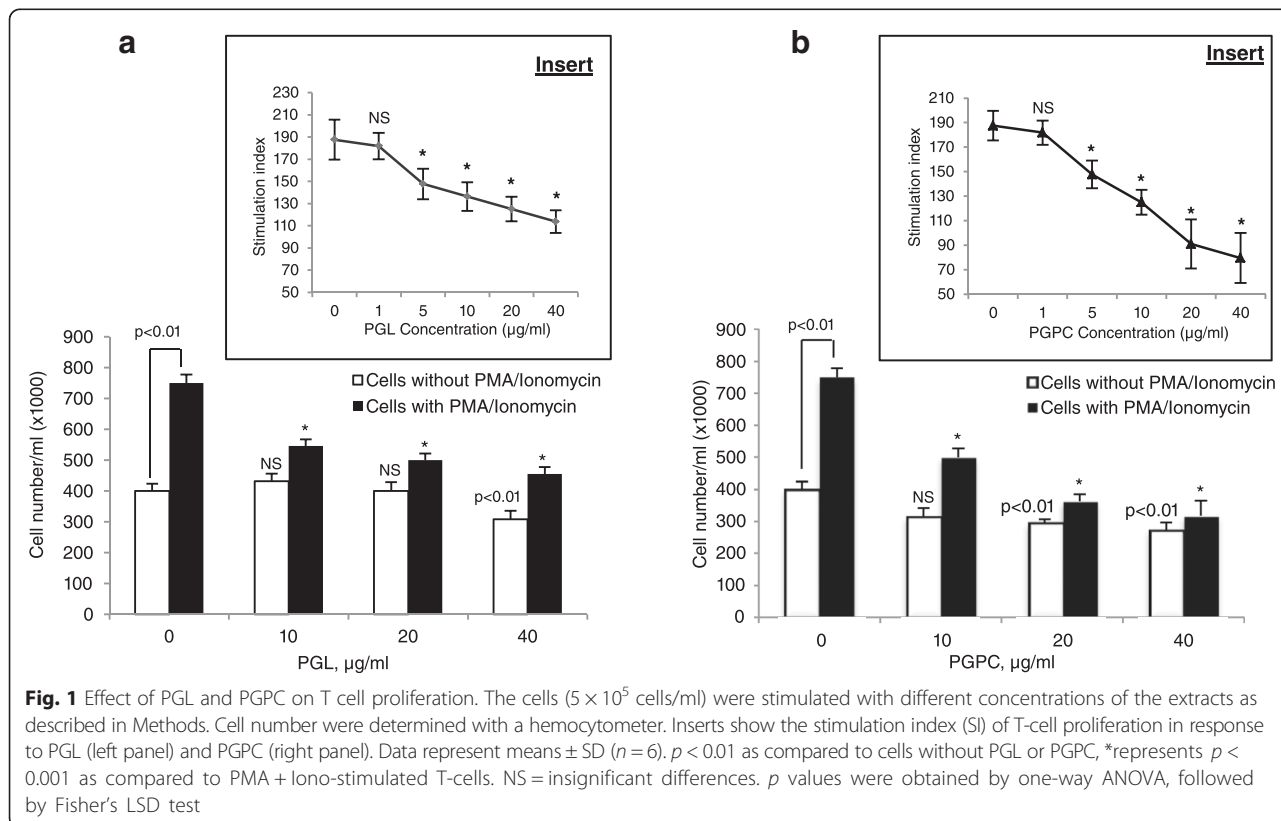 a
Insert
230
210
190
170
150
130
110
90
70
50
Stimulation index
NS
*
*
*
*
0 1 5 10 20 40
PGL Concentration (µg/ml)
p<0.01
Cells without PMA/Ionomycin
Cells with PMA/Ionomycin
900
800
700
600
500
400
300
200
100
0
Cell number/ml (x1000)
NS
*
NS
*
p<0.01
*
0 10 20 40
PGL, µg/ml
b
Insert
210
190
170
150
130
110
90
70
50
Stimulation index
NS
*
*
*
*
0 1 5 10 20 40
PGPC Concentration (µg/ml)
p<0.01
Cells without PMA/Ionomycin
Cells with PMA/Ionomycin
900
800
700
600
500
400
300
200
100
0
Cell number/ml (x1000)
NS
*
p<0.01
*
p<0.01
*
0 10 20 40
PGPC, µg/ml
Fig. 1 Effect of PGL and PGPC on T cell proliferation. The cells (5 × 10⁵ cells/ml) were stimulated with different concentrations of the extracts as
described in Methods. Cell number were determined with a hemocytometer. Inserts show the stimulation index (SI) of T-cell proliferation in response
to PGL (left panel) and PGPC (right panel). Data represent means ± SD (n = 6). p < 0.01 as compared to cells without PGL or PGPC, *represents p <
0.001 as compared to PMA + Iono-stimulated T-cells. NS = insignificant differences. p values were obtained by one-way ANOVA, followed
by Fisher's LSD test